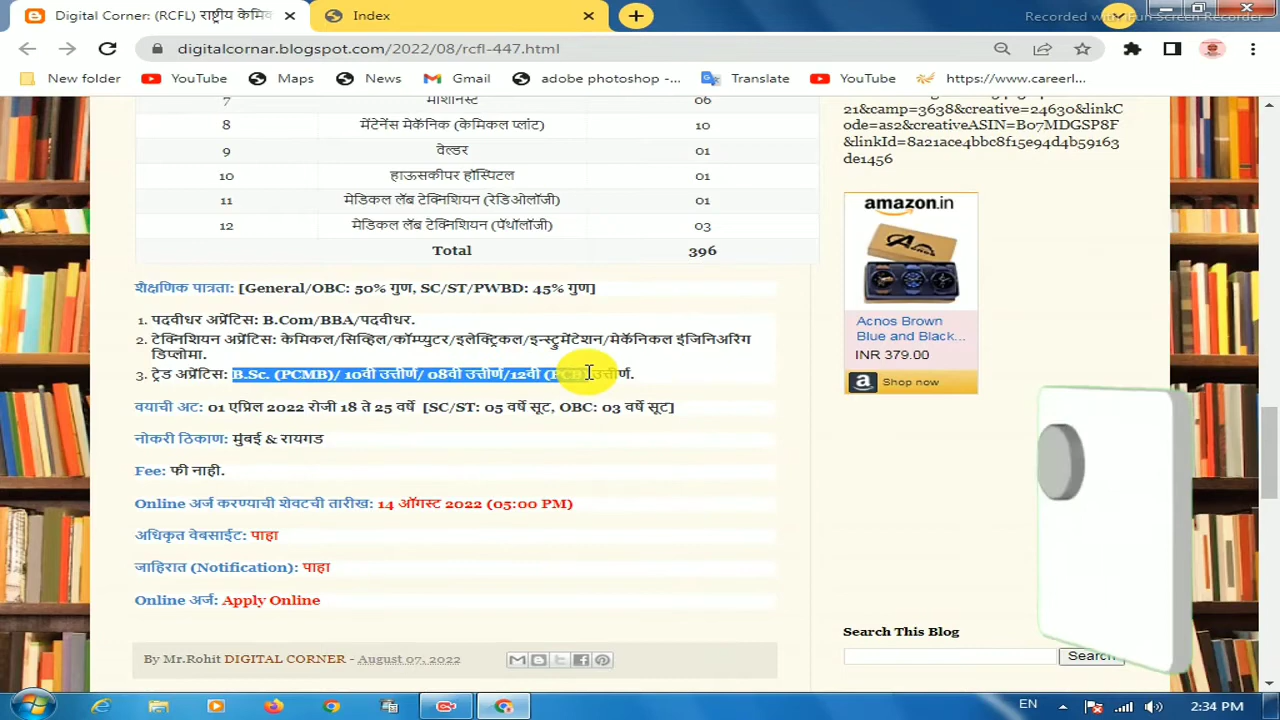 Digital Corner: (RCFL) राष्ट्रीय केमि
Index
Recorded with iFun Screen Recorder
digitalcornar.blogspot.com/2022/08/rcfl-447.html
New folder
YouTube
Maps
News
Gmail
adobe photoshop -...
Translate
YouTube
https://www.careerl...
7 मशिनिस्ट 06
8 मेंटेनेंस मेकॅनिक (केमिकल प्लांट) 10
9 वेल्डर 01
10 हाऊसकीपर हॉस्पिटल 01
11 मेडिकल लॅब टेक्निशियन (रेडिओलॉजी) 01
12 मेडिकल लॅब टेक्निशियन (पॅथॉलॉजी) 03
Total 396
शैक्षणिक पात्रता: [General/OBC: 50% गुण, SC/ST/PWBD: 45% गुण]
1. पदवीधर अप्रेंटिस: B.Com/BBA/पदवीधर.
2. टेक्निशियन अप्रेंटिस: केमिकल/सिव्हिल/कॉम्प्युटर/इलेक्ट्रिकल/इन्स्ट्रुमेंटेशन/मेकॅनिकल इंजिनिअरिंग
डिप्लोमा.
3. ट्रेड अप्रेंटिस: B.Sc. (PCMB)/ 10वी उत्तीर्ण/ 08वी उत्तीर्ण/12वी (PCB) उत्तीर्ण.
वयाची अट: 01 एप्रिल 2022 रोजी 18 ते 25 वर्षे [SC/ST: 05 वर्षे सूट, OBC: 03 वर्षे सूट]
नोकरी ठिकाण: मुंबई & रायगड
Fee: फी नाही.
Online अर्ज करण्याची शेवटची तारीख: 14 ऑगस्ट 2022 (05:00 PM)
अधिकृत वेबसाईट: पाहा
जाहिरात (Notification): पाहा
Online अर्ज: Apply Online
By Mr.Rohit DIGITAL CORNER - August 07, 2022
21&camp=3638&creative=24630&linkC
ode=as2&creativeASIN=B07MDGSP8F
&linkId=8a21ace4bbc8f15e94d4b59163
de1456
amazon.in
Acnos Brown
Blue and Black...
INR 379.00
Shop now
Search This Blog
Search
EN
2:34 PM